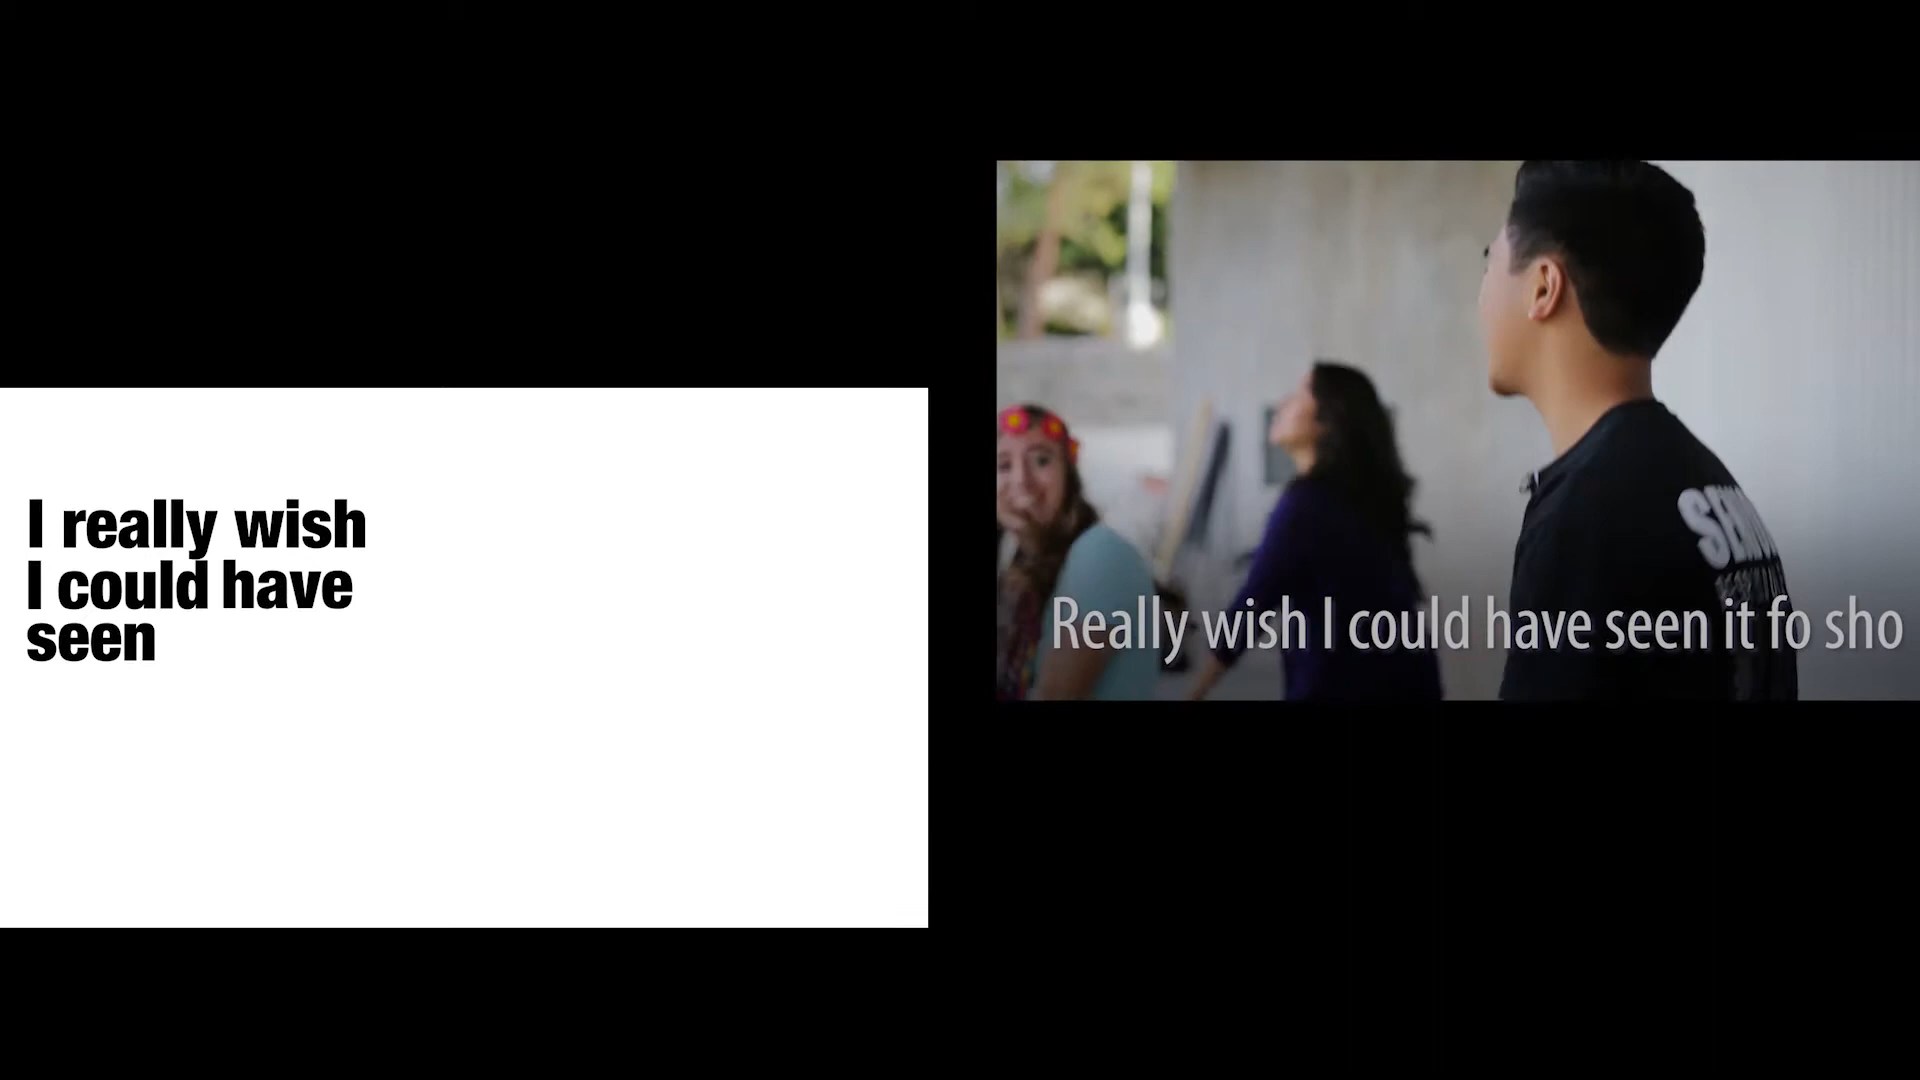 I really wish
I could have
seen
Really wish I could have seen it fo sho